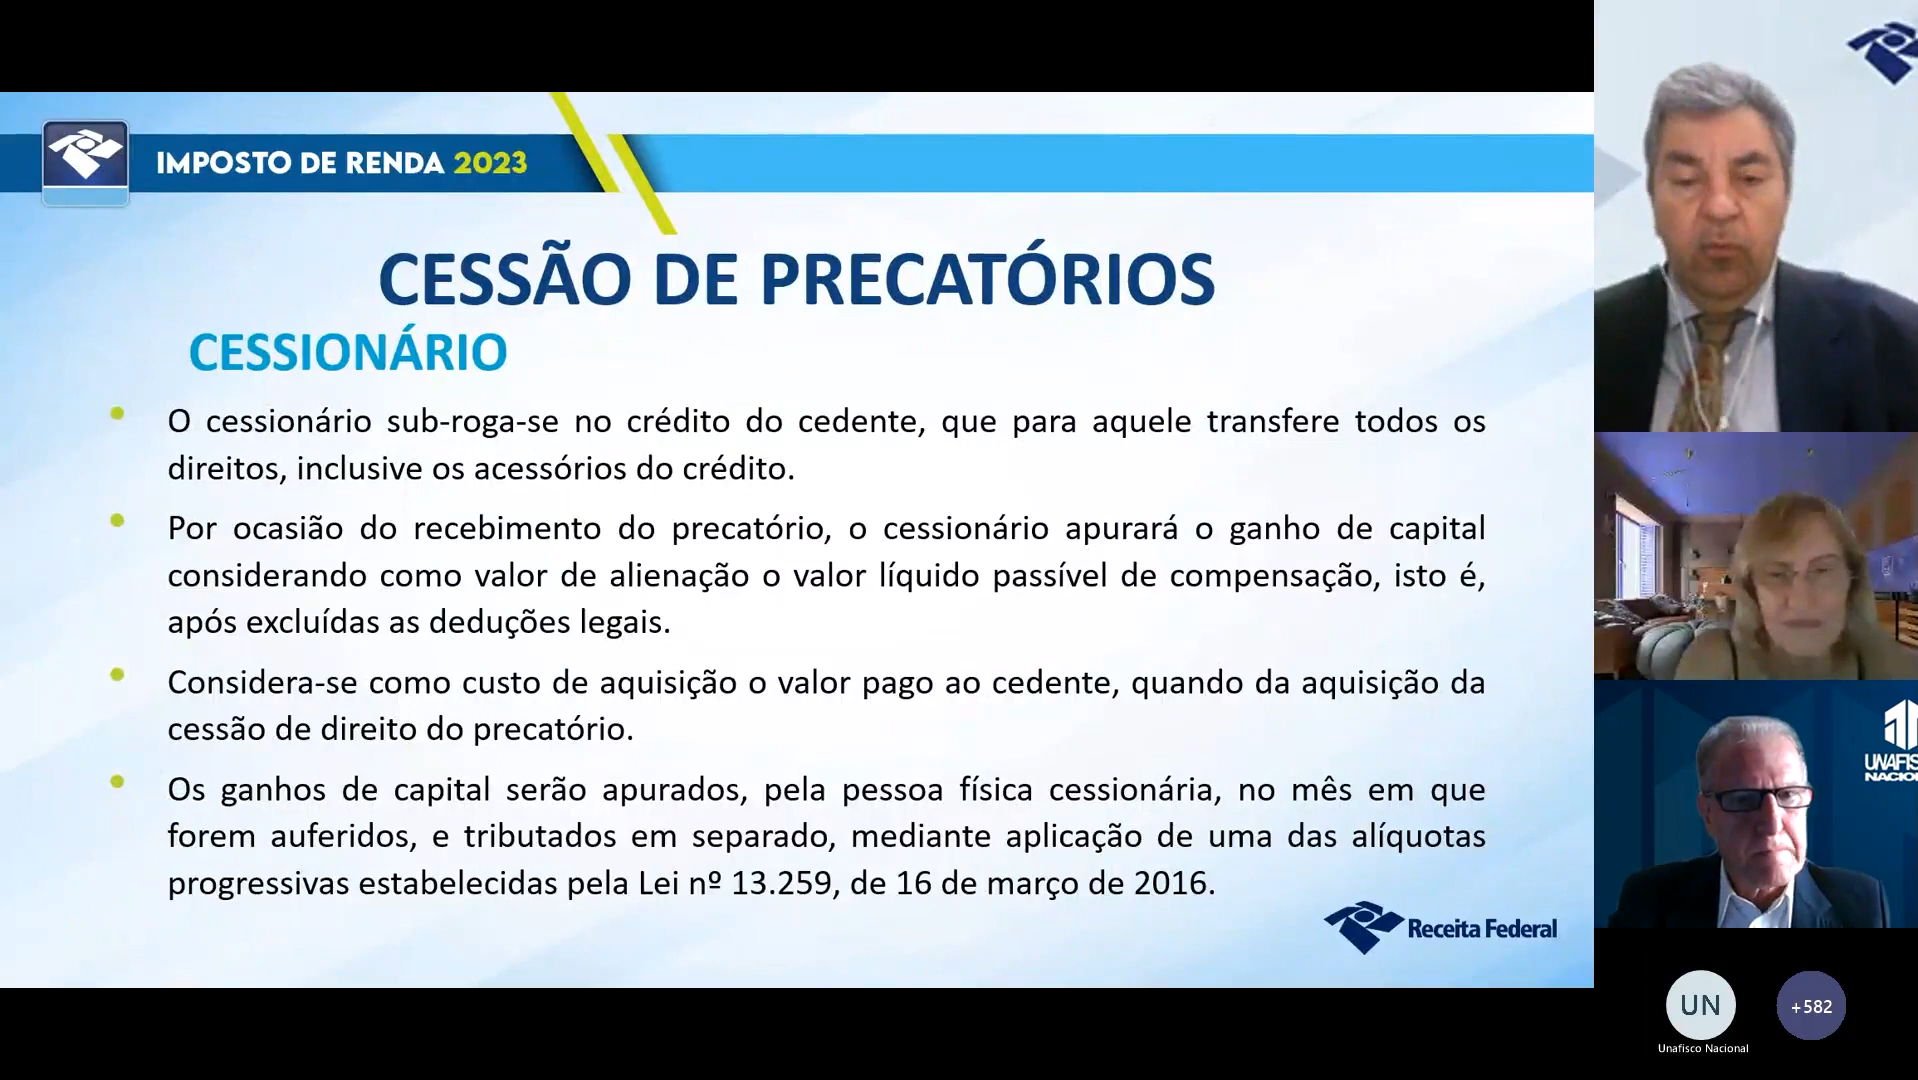 IMPOSTO DE RENDA 2023
CESSÃO DE PRECATÓRIOS
CESSIONÁRIO
O cessionário sub-roga-se no crédito do cedente, que para aquele transfere todos os
direitos, inclusive os acessórios do crédito.
Por ocasião do recebimento do precatório, o cessionário apurará o ganho de capital
considerando como valor de alienação o valor líquido passível de compensação, isto é,
após excluídas as deduções legais.
Considera-se como custo de aquisição o valor pago ao cedente, quando da aquisição da
cessão de direito do precatório.
Os ganhos de capital serão apurados, pela pessoa física cessionária, no mês em que
forem auferidos, e tributados em separado, mediante aplicação de uma das alíquotas
progressivas estabelecidas pela Lei nº 13.259, de 16 de março de 2016.
Receita Federal
UNAFIS
NACIO
UN
+582
Unafisco Nacional